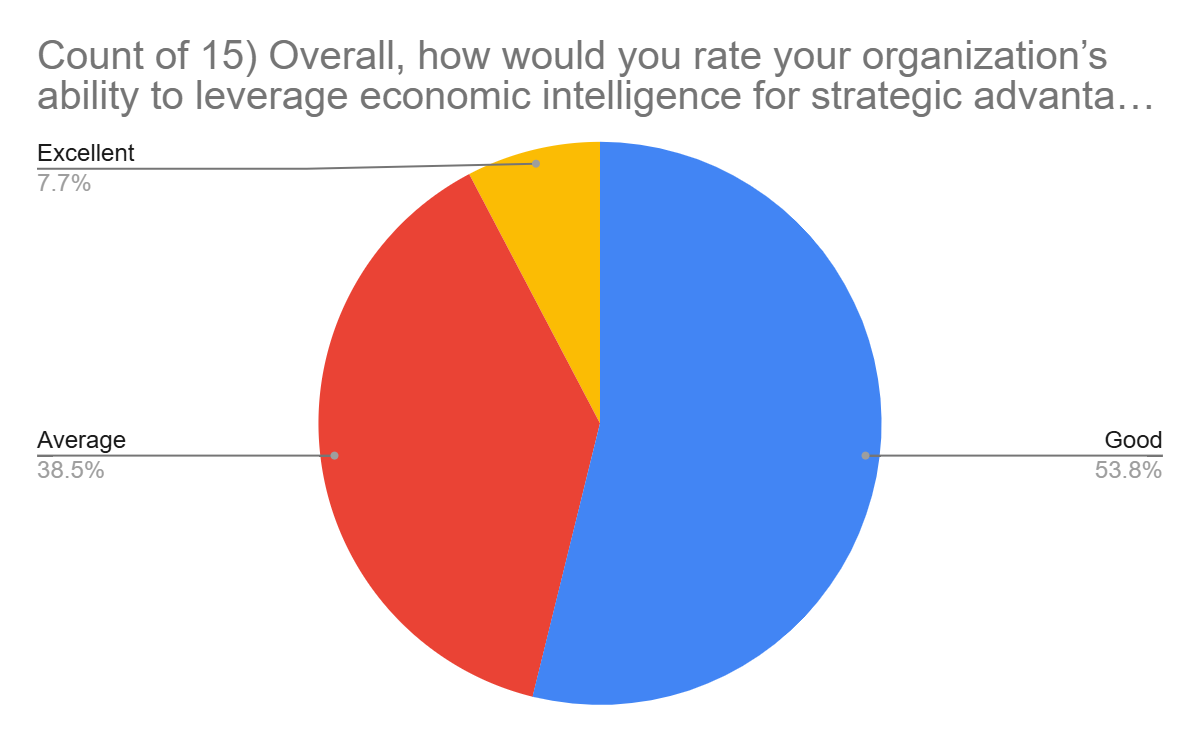 Count of 15) Overall, how would you rate your organization’s
ability to leverage economic intelligence for strategic advanta…
Excellent
7.7%
Average
38.5%
Good
53.8%